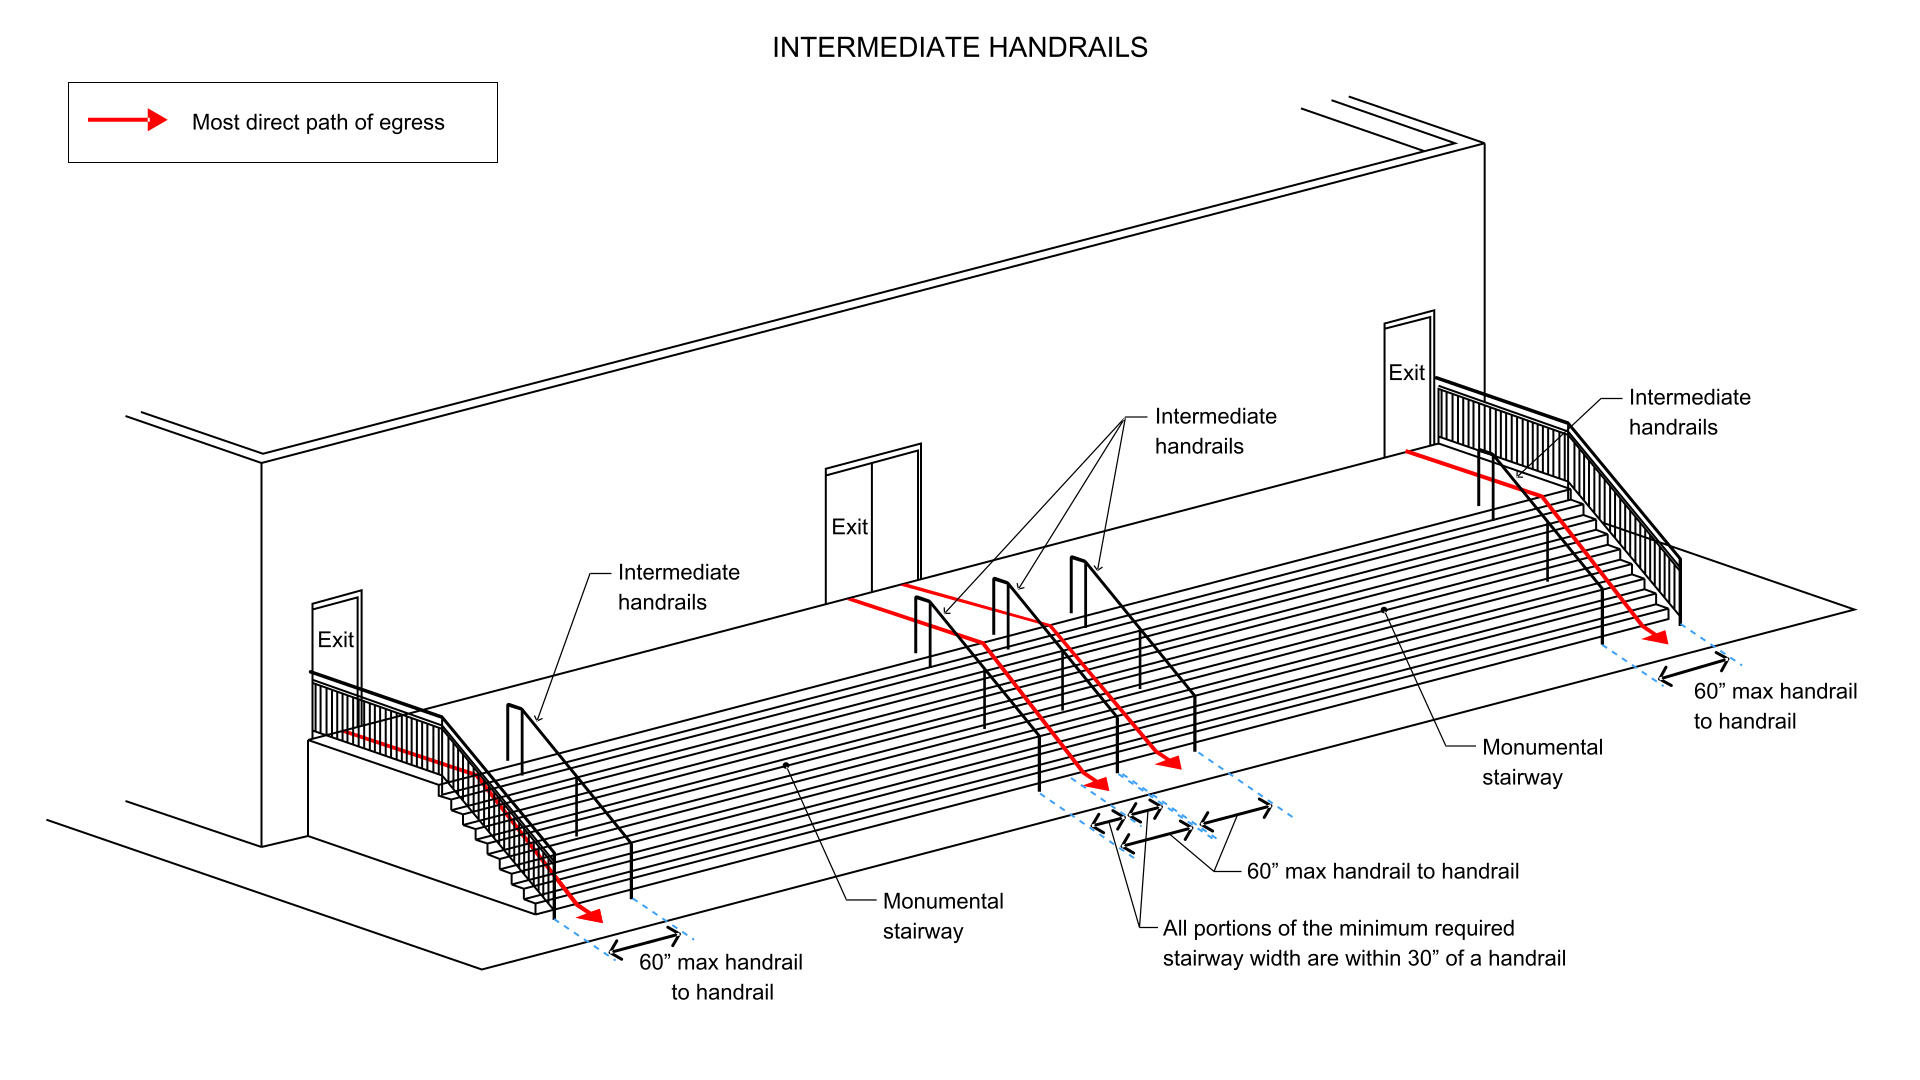 INTERMEDIATE HANDRAILS
Most direct path of egress
Exit
Intermediate
handrails
Intermediate
handrails
Exit
Intermediate
handrails
Exit
60” max handrail
to handrail
Monumental
stairway
60” max handrail to handrail
Monumental
stairway
All portions of the minimum required
stairway width are within 30” of a handrail
60” max handrail
to handrail